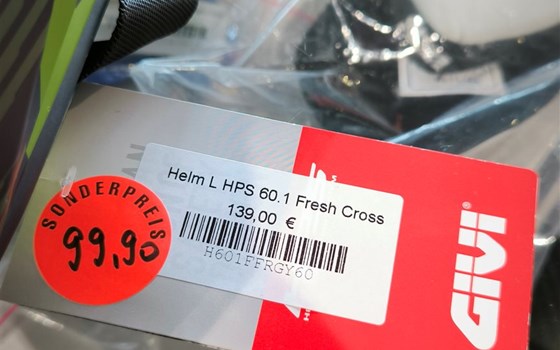 Helm L HPS 60.1 Fresh Cross
139,00 €
H601FFRGY60
SONDERPREIS
99,90
GIVI®